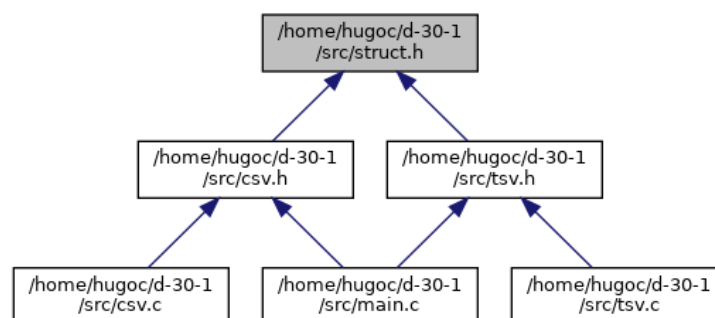 /home/hugoc/d-30-1
/src/struct.h
/home/hugoc/d-30-1
/src/csv.h
/home/hugoc/d-30-1
/src/tsv.h
/home/hugoc/d-30-1
/src/csv.c
/home/hugoc/d-30-1
/src/main.c
/home/hugoc/d-30-1
/src/tsv.c